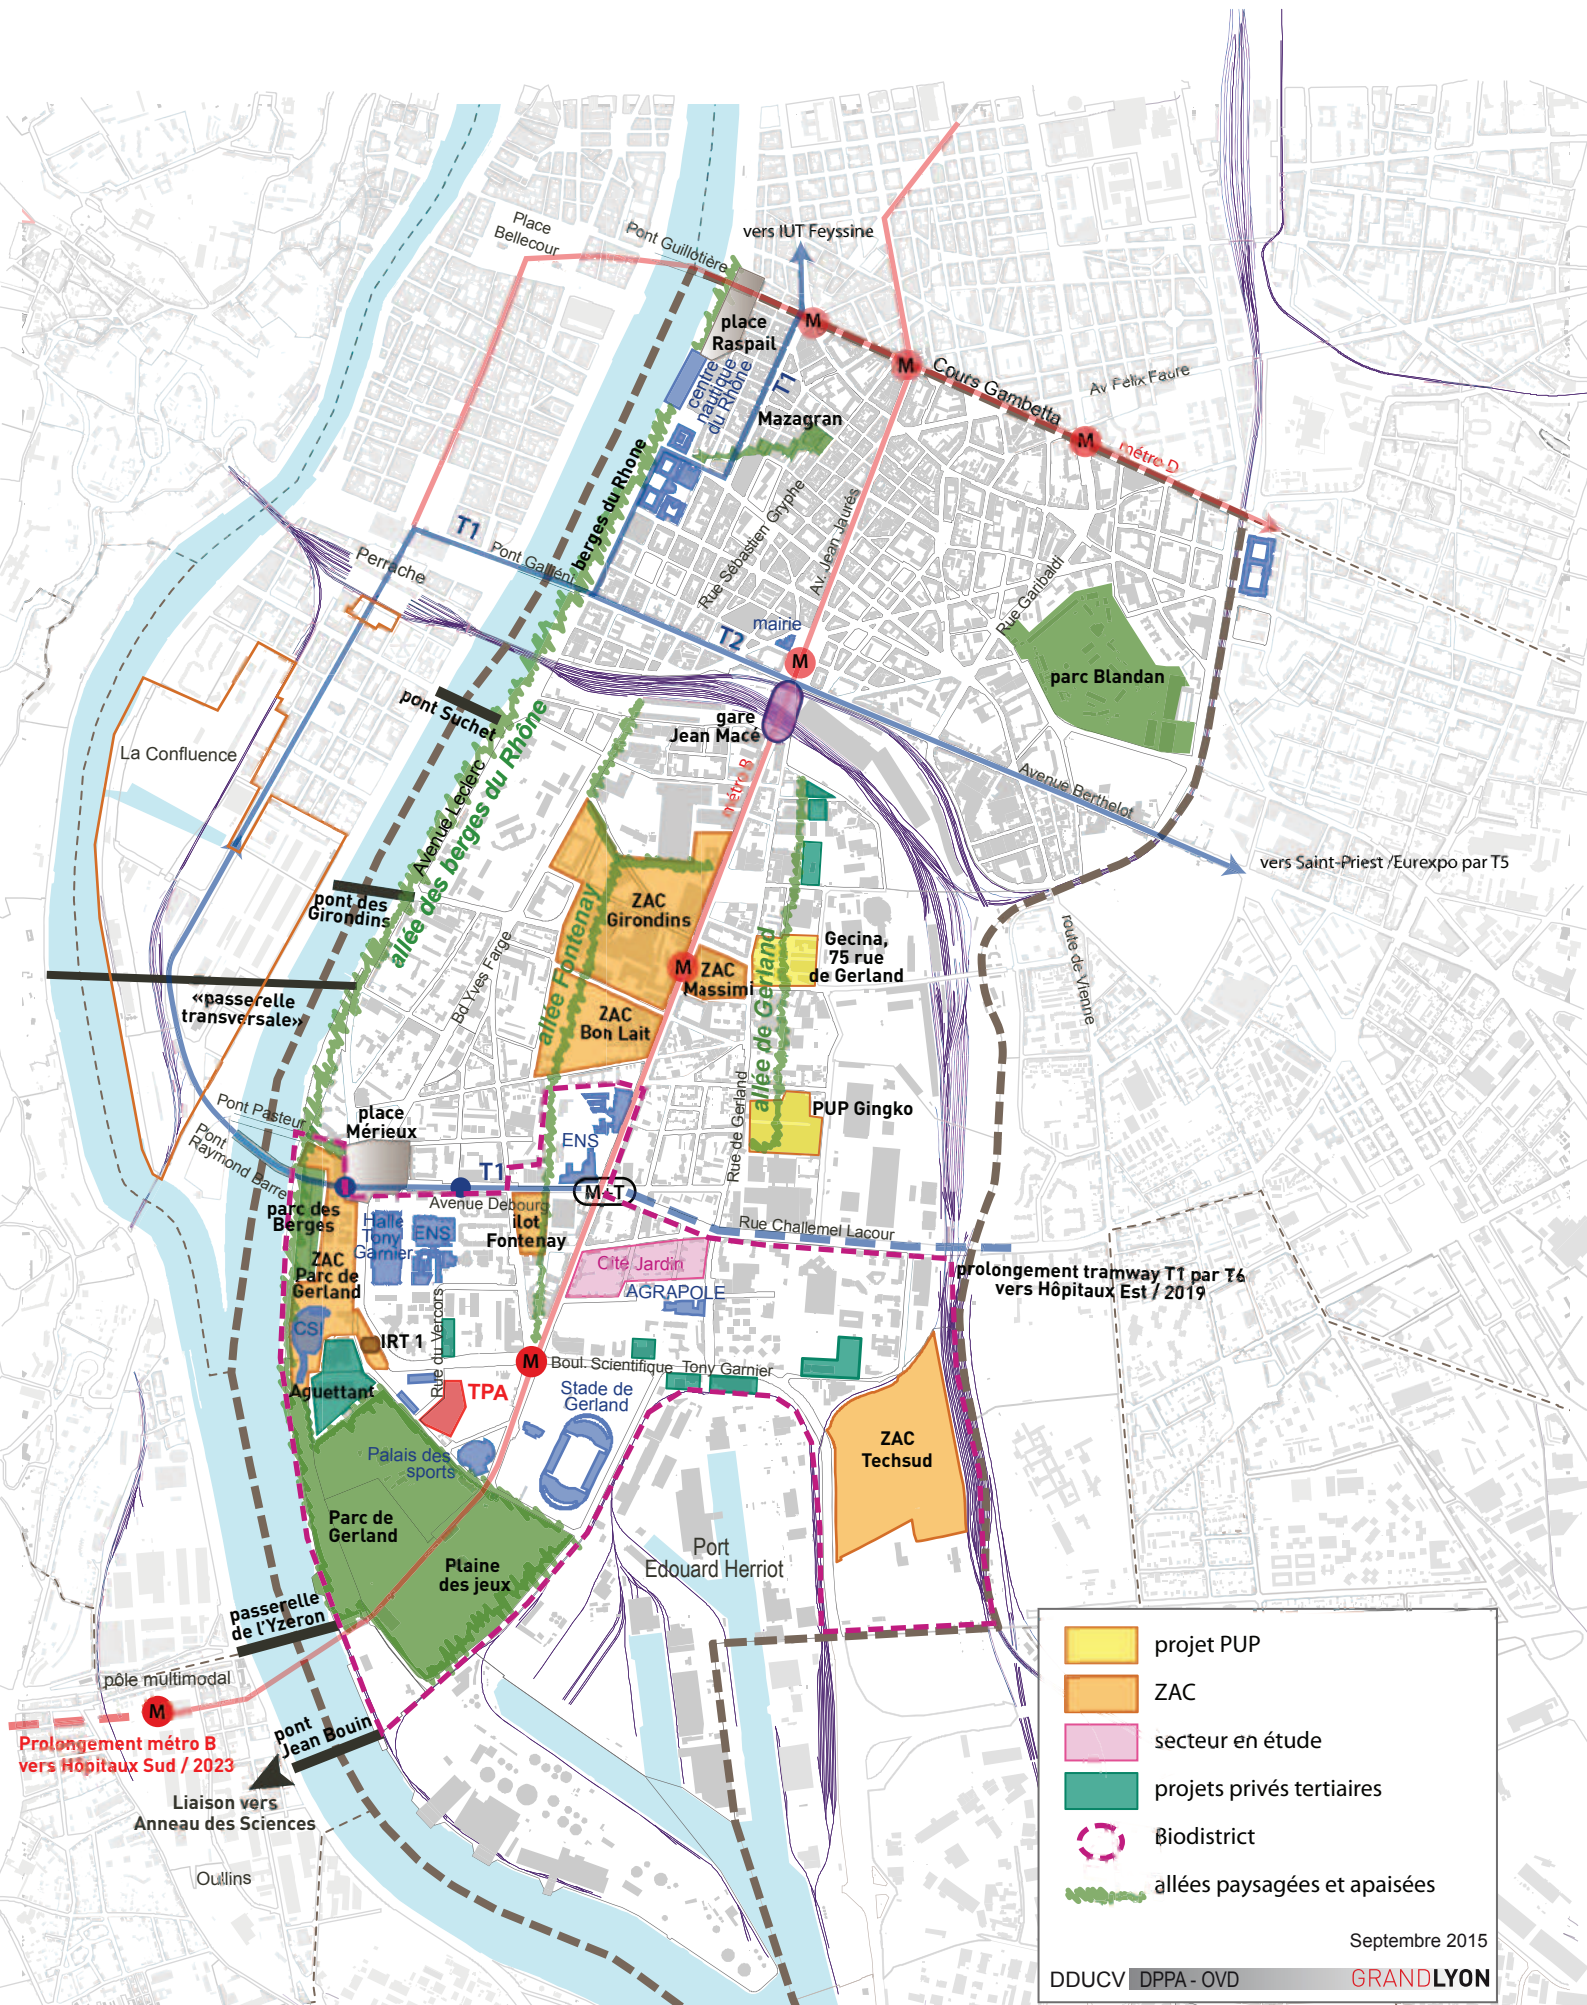 Place
Bellecour
Pont Guillotière
vers IUT Feyssine
place
Raspail
M
M
Cours Gambetta
Av Félix Faure
centre
nautique
du Rhône
T1
Mazagran
M
métro D
berges du Rhone
Rue Sébastien Gryphe
Av. Jean Jaurés
T1
Pont Galliéni
Perrache
Rue Garibaldi
T2
mairie
M
parc Blandan
pont Suchet
gare
Jean Macé
La Confluence
Avenue Leclerc
allée des berges du Rhône
métro B
Avenue Berthelot
vers Saint-Priest /Eurexpo par T5
pont des
Girondins
ZAC
Girondins
allée Fontenay
Bd Yves Farge
allée de Gerland
Gecina,
75 rue
de Gerland
route de Vienne
M
ZAC
Massimi
«passerelle
transversale»
ZAC
Bon Lait
Pont Pasteur
place
Mérieux
Rue de Gerland
PUP Gingko
Pont
Raymond Barre
ENS
T1
M+T
Avenue Debourg
parc des
Berges
ilot
Fontenay
Rue Challemel Lacour
Halle
Tony
Garnier
ENS
ZAC
Parc de
Gerland
Cité Jardin
AGRAPOLE
prolongement tramway T1 par T6
vers Hôpitaux Est / 2019
CSI
IRT 1
Rue du Vercors
M
Boul. Scientifique Tony Garnier
Aguettant
TPA
Stade de
Gerland
Palais des
sports
ZAC
Techsud
Parc de
Gerland
Plaine
des jeux
Port
Edouard Herriot
passerelle
de l'Yzeron
pôle multimodal
M
Prolongement métro B
vers Hôpitaux Sud / 2023
pont
Jean Bouin
Liaison vers
Anneau des Sciences
Oullins
projet PUP
ZAC
secteur en étude
projets privés tertiaires
Biodistrict
allées paysagées et apaisées
Septembre 2015
DDUCV DPPA - OVD GRANDLYON